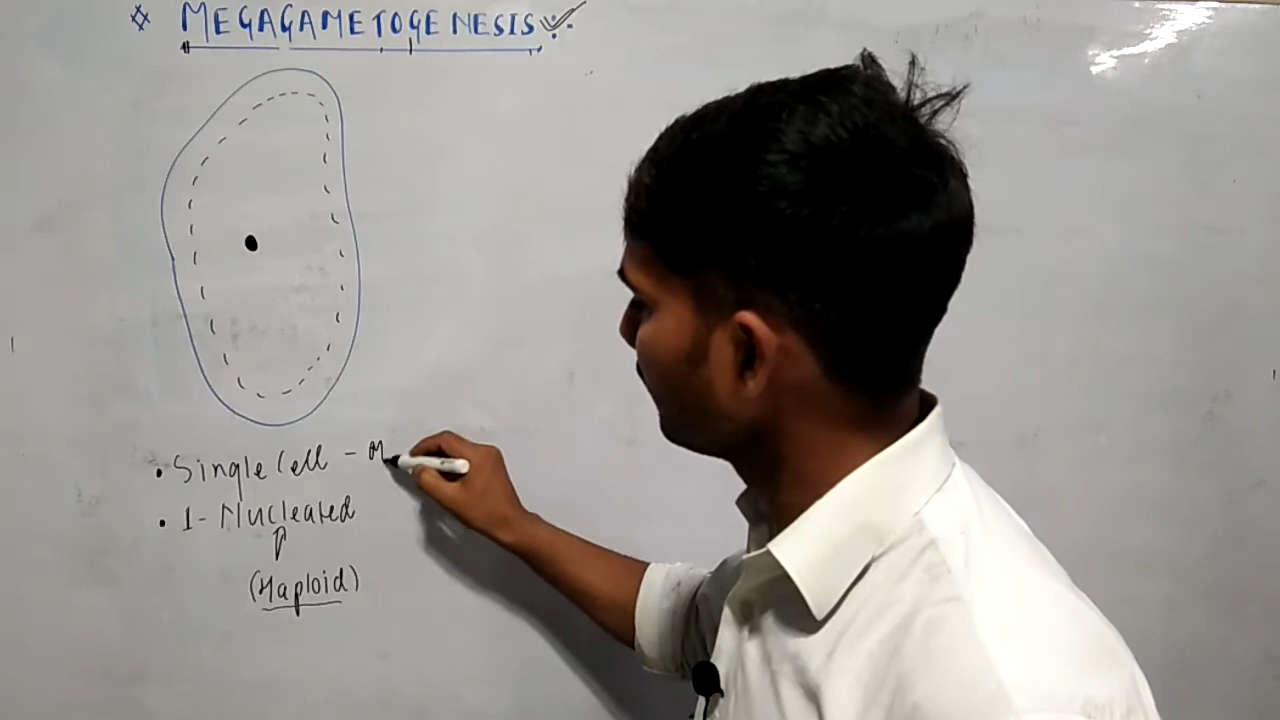 MEGAGAMETOGENESIS
• Single Cell - M
• 1- Nucleated
(Haploid)